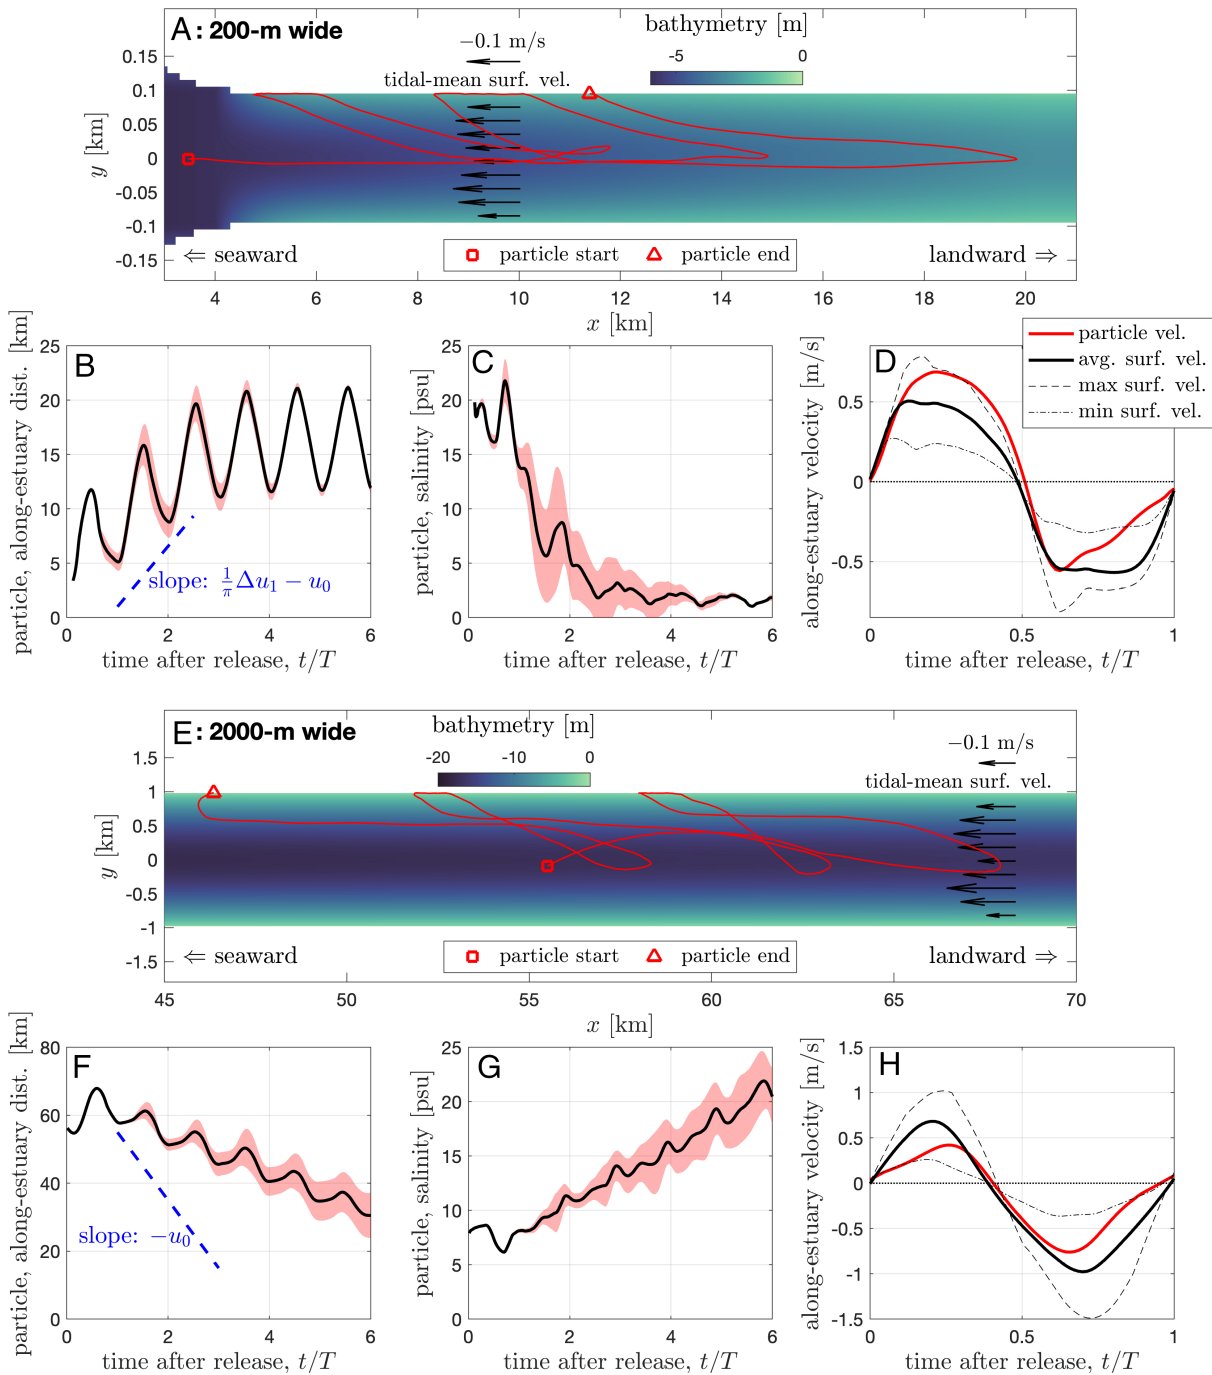 A: 200-m wide
bathymetry [m]
-5 0
−0.1 m/s
tidal-mean surf. vel.
0.15
0.1
0.05
0
-0.05
-0.1
-0.15
y [km]
⇐ seaward
particle start
particle end
landward ⇒
4 6 8 10 12 14 16 18 20
x [km]
B
particle, along-estuary dist. [km]
25
20
15
10
5
0
slope: 1/π Δu₁ − u₀
0 2 4 6
time after release, t/T
C
particle, salinity [psu]
25
20
15
10
5
0
0 2 4 6
time after release, t/T
D
particle vel.
avg. surf. vel.
max surf. vel.
min surf. vel.
along-estuary velocity [m/s]
0.5
0
-0.5
0 0.5 1
time after release, t/T
E: 2000-m wide
bathymetry [m]
-20 -10 0
−0.1 m/s
tidal-mean surf. vel.
1.5
1
0.5
0
-0.5
-1
-1.5
y [km]
⇐ seaward
particle start
particle end
landward ⇒
45 50 55 60 65 70
x [km]
F
particle, along-estuary dist. [km]
80
60
40
20
0
slope: −u₀
0 2 4 6
time after release, t/T
G
particle, salinity [psu]
25
20
15
10
5
0
0 2 4 6
time after release, t/T
H
along-estuary velocity [m/s]
1.5
1
0.5
0
-0.5
-1
-1.5
0 0.5 1
time after release, t/T